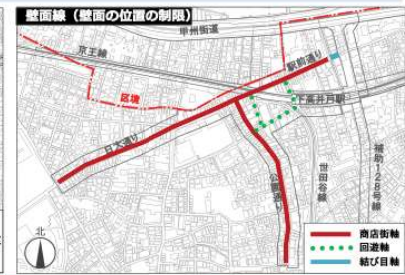 壁面線（壁面の位置の制限）
甲州街道
京王線
駅前通り
区境
下高井戸駅
日大通り
公園通り
世田谷線
補助128号線
北
商店街軸
回遊軸
結び目軸